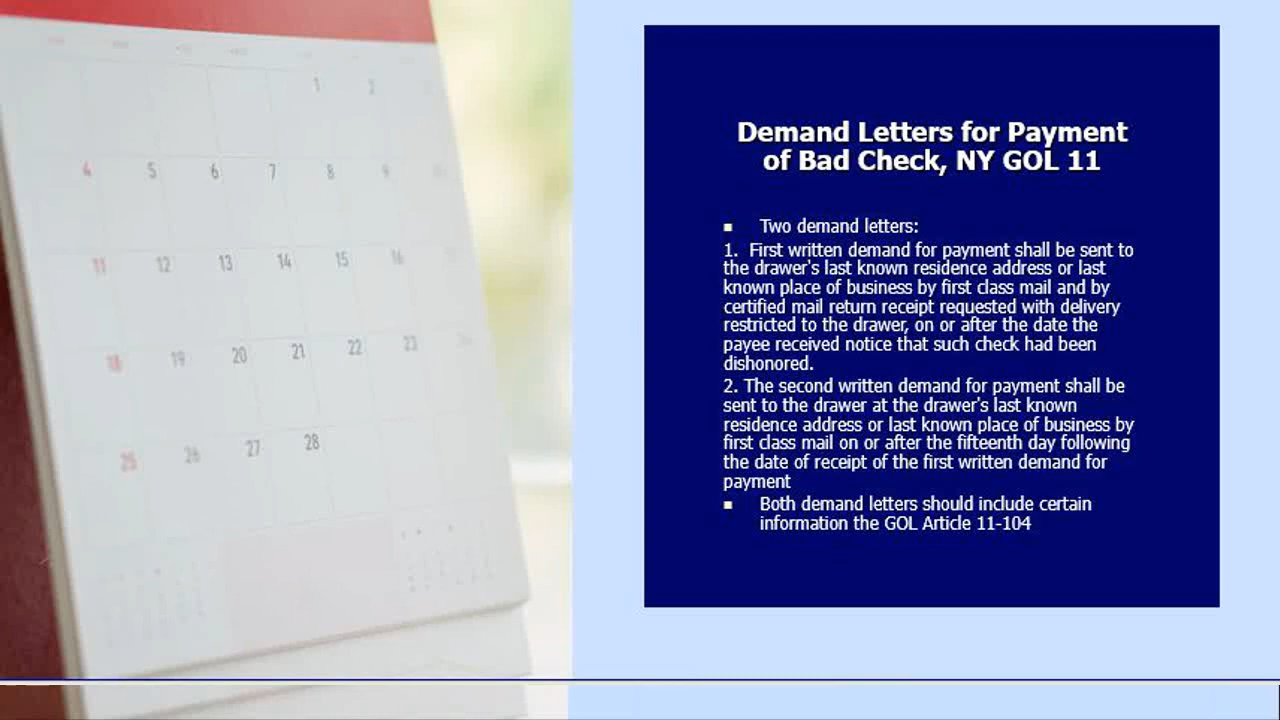 Demand Letters for Payment
of Bad Check, NY GOL 11
▪ Two demand letters:
1. First written demand for payment shall be sent to
the drawer's last known residence address or last
known place of business by first class mail and by
certified mail return receipt requested with delivery
restricted to the drawer, on or after the date the
payee received notice that such check had been
dishonored.
2. The second written demand for payment shall be
sent to the drawer at the drawer's last known
residence address or last known place of business by
first class mail on or after the fifteenth day following
the date of receipt of the first written demand for
payment
▪ Both demand letters should include certain
information the GOL Article 11-104
1 2
4 5 6 7 8 9
11 12 13 14 15 16
18 19 20 21 22 23
25 26 27 28